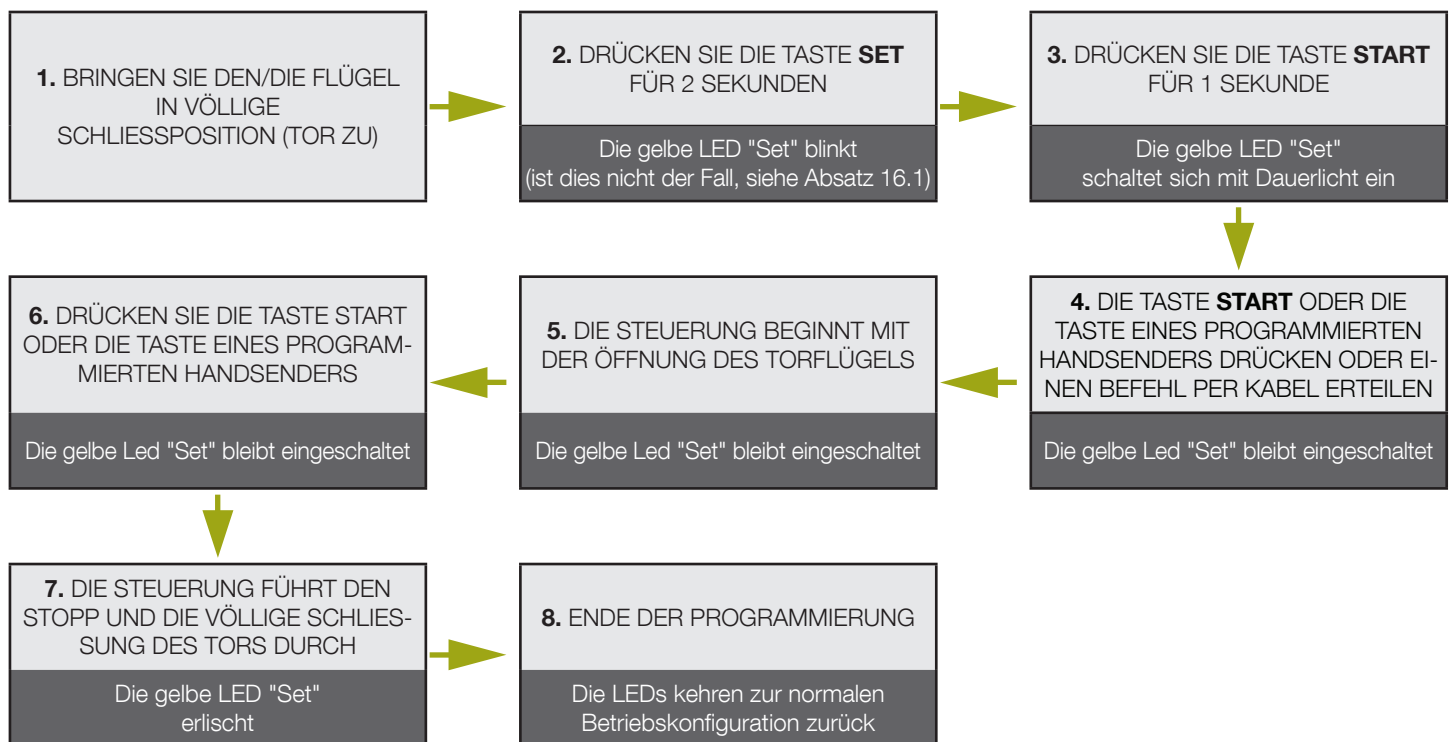 1. BRINGEN SIE DEN/DIE FLÜGEL
IN VÖLLIGE
SCHLIESSPOSITION (TOR ZU)
2. DRÜCKEN SIE DIE TASTE SET
FÜR 2 SEKUNDEN
Die gelbe LED "Set" blinkt
(ist dies nicht der Fall, siehe Absatz 16.1)
3. DRÜCKEN SIE DIE TASTE START
FÜR 1 SEKUNDE
Die gelbe LED "Set"
schaltet sich mit Dauerlicht ein
4. DIE TASTE START ODER DIE
TASTE EINES PROGRAMMIERTEN
HANDSENDERS DRÜCKEN ODER EI-
NEN BEFEHL PER KABEL ERTEILEN
Die gelbe Led "Set" bleibt eingeschaltet
5. DIE STEUERUNG BEGINNT MIT
DER ÖFFNUNG DES TORFLÜGELS
Die gelbe Led "Set" bleibt eingeschaltet
6. DRÜCKEN SIE DIE TASTE START
ODER DIE TASTE EINES PROGRAM-
MIERTEN HANDSENDERS
Die gelbe Led "Set" bleibt eingeschaltet
7. DIE STEUERUNG FÜHRT DEN
STOPP UND DIE VÖLLIGE SCHLIES-
SUNG DES TORS DURCH
Die gelbe LED "Set"
erlischt
8. ENDE DER PROGRAMMIERUNG
Die LEDs kehren zur normalen
Betriebskonfiguration zurück